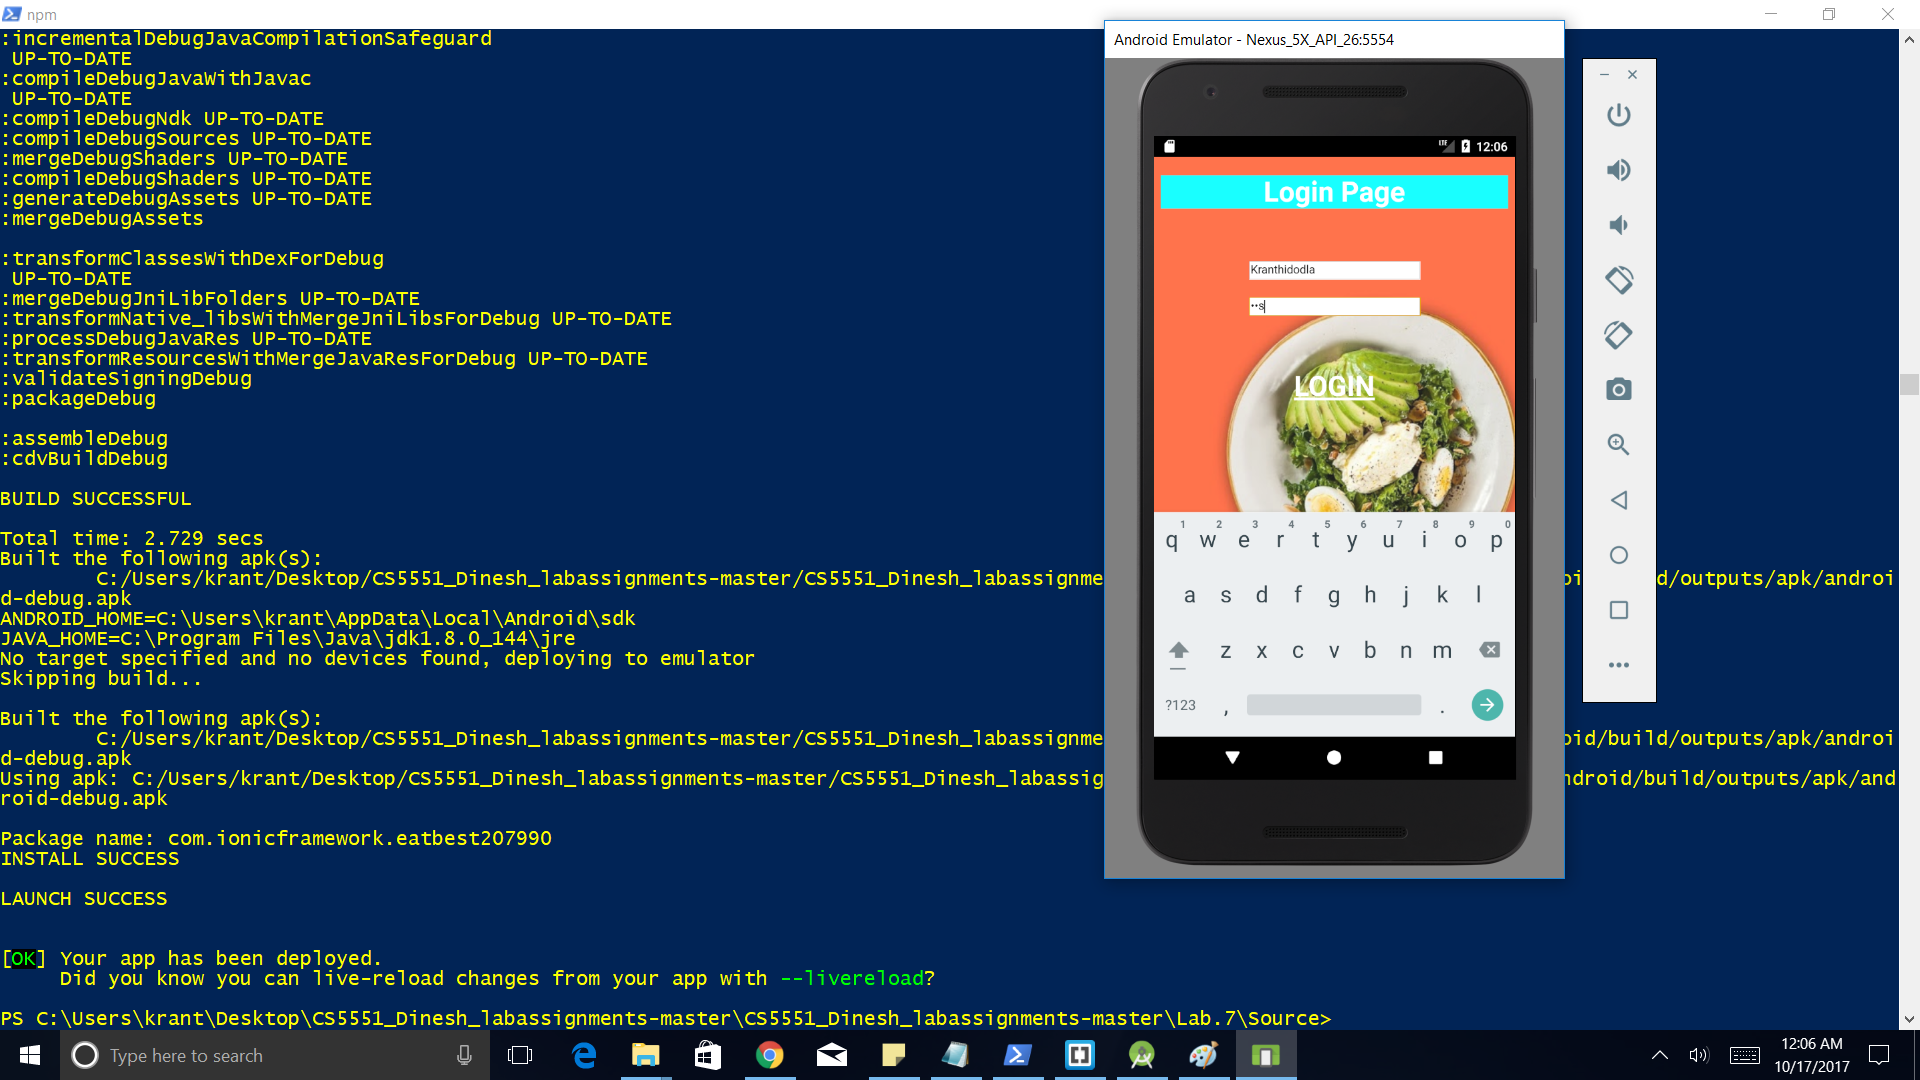 npm
:incrementalDebugJavaCompilationSafeguard
UP-TO-DATE
:compileDebugJavaWithJavac
UP-TO-DATE
:compileDebugNdk UP-TO-DATE
:compileDebugSources UP-TO-DATE
:mergeDebugShaders UP-TO-DATE
:compileDebugShaders UP-TO-DATE
:generateDebugAssets UP-TO-DATE
:mergeDebugAssets
:transformClassesWithDexForDebug
UP-TO-DATE
:mergeDebugJniLibFolders UP-TO-DATE
:transformNative_libsWithMergeJniLibsForDebug UP-TO-DATE
:processDebugJavaRes UP-TO-DATE
:transformResourcesWithMergeJavaResForDebug UP-TO-DATE
:validateSigningDebug
:packageDebug
:assembleDebug
:cdvBuildDebug
BUILD SUCCESSFUL
Total time: 2.729 secs
Built the following apk(s):
C:/Users/krant/Desktop/CS5551_Dinesh_labassignments-master/CS5551_Dinesh_labassignme d/outputs/apk/androi
d-debug.apk
ANDROID_HOME=C:\Users\krant\AppData\Local\Android\sdk
JAVA_HOME=C:\Program Files\Java\jdk1.8.0_144\jre
No target specified and no devices found, deploying to emulator
Skipping build...
Built the following apk(s):
C:/Users/krant/Desktop/CS5551_Dinesh_labassignments-master/CS5551_Dinesh_labassignme oid/build/outputs/apk/androi
d-debug.apk
Using apk: C:/Users/krant/Desktop/CS5551_Dinesh_labassignments-master/CS5551_Dinesh_labassig ndroid/build/outputs/apk/and
roid-debug.apk
Package name: com.ionicframework.eatbest207990
INSTALL SUCCESS
LAUNCH SUCCESS
[OK] Your app has been deployed.
Did you know you can live-reload changes from your app with --livereload?
PS C:\Users\krant\Desktop\CS5551_Dinesh_labassignments-master\CS5551_Dinesh_labassignments-master\Lab.7\Source>
Android Emulator - Nexus_5X_API_26:5554
LTE 12:06
Login Page
Kranthidodla
••s
LOGIN
1 2 3 4 5 6 7 8 9 0
q w e r t y u i o p
a s d f g h j k l
z x c v b n m
?123 , .
Type here to search
12:06 AM
10/17/2017